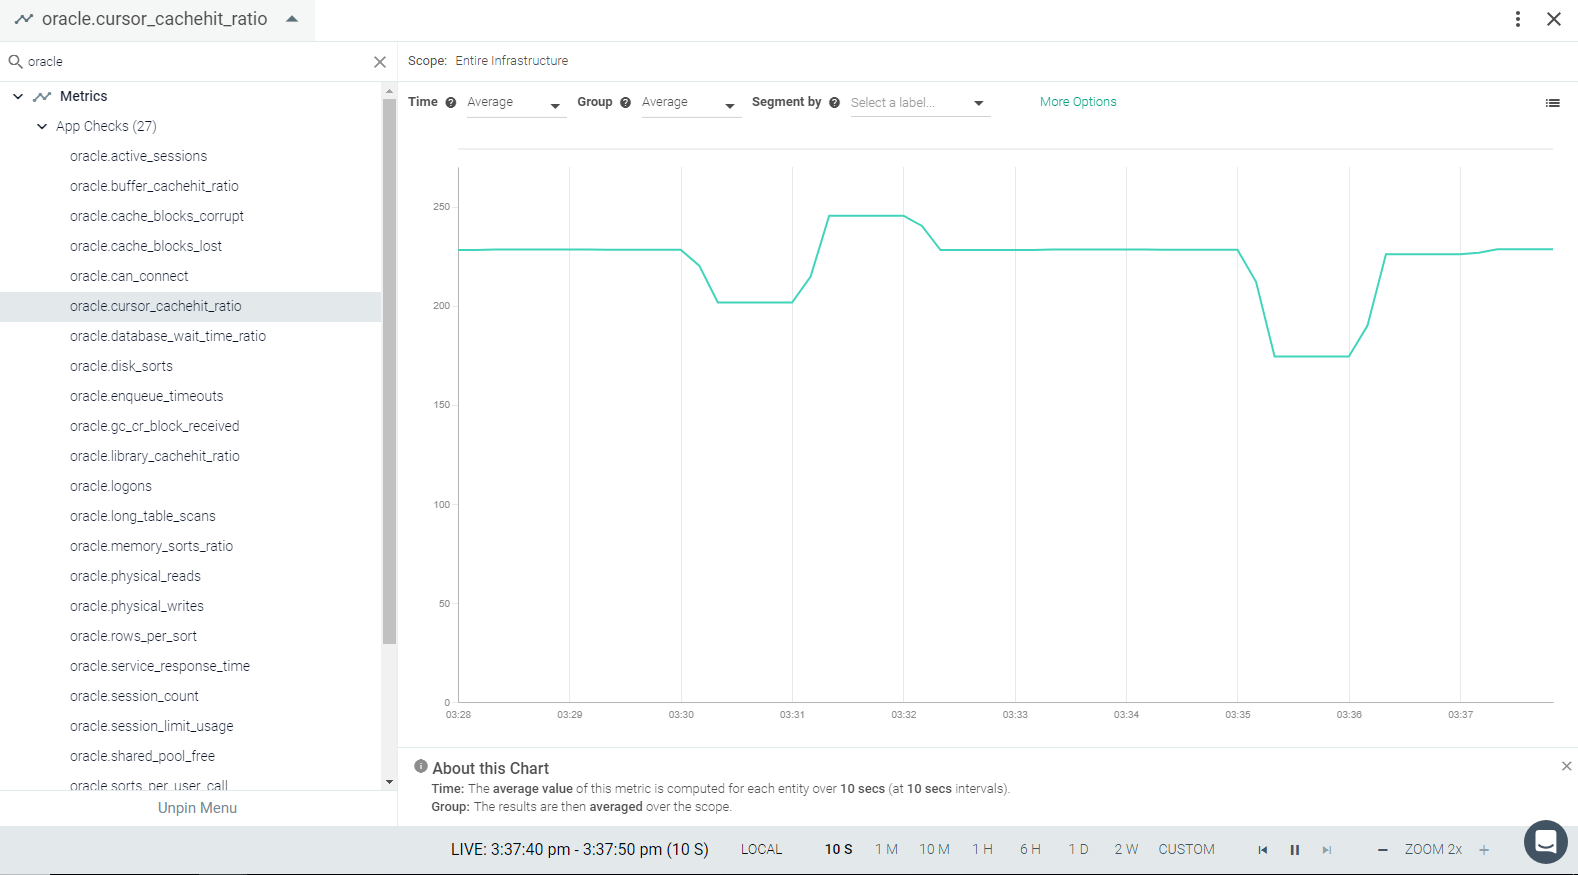 oracle.cursor_cachehit_ratio
oracle
Metrics
App Checks (27)
oracle.active_sessions
oracle.buffer_cachehit_ratio
oracle.cache_blocks_corrupt
oracle.cache_blocks_lost
oracle.can_connect
oracle.cursor_cachehit_ratio
oracle.database_wait_time_ratio
oracle.disk_sorts
oracle.enqueue_timeouts
oracle.gc_cr_block_received
oracle.library_cachehit_ratio
oracle.logons
oracle.long_table_scans
oracle.memory_sorts_ratio
oracle.physical_reads
oracle.physical_writes
oracle.rows_per_sort
oracle.service_response_time
oracle.session_count
oracle.session_limit_usage
oracle.shared_pool_free
oracle.sorts_per_user_call
Unpin Menu
Scope: Entire Infrastructure
Time Average Group Average Segment by Select a label... More Options
250
200
150
100
50
0
03:28 03:29 03:30 03:31 03:32 03:33 03:34 03:35 03:36 03:37
About this Chart
Time: The average value of this metric is computed for each entity over 10 secs (at 10 secs intervals).
Group: The results are then averaged over the scope.
LIVE: 3:37:40 pm - 3:37:50 pm (10 S) LOCAL 10 S 1 M 10 M 1 H 6 H 1 D 2 W CUSTOM ZOOM 2x